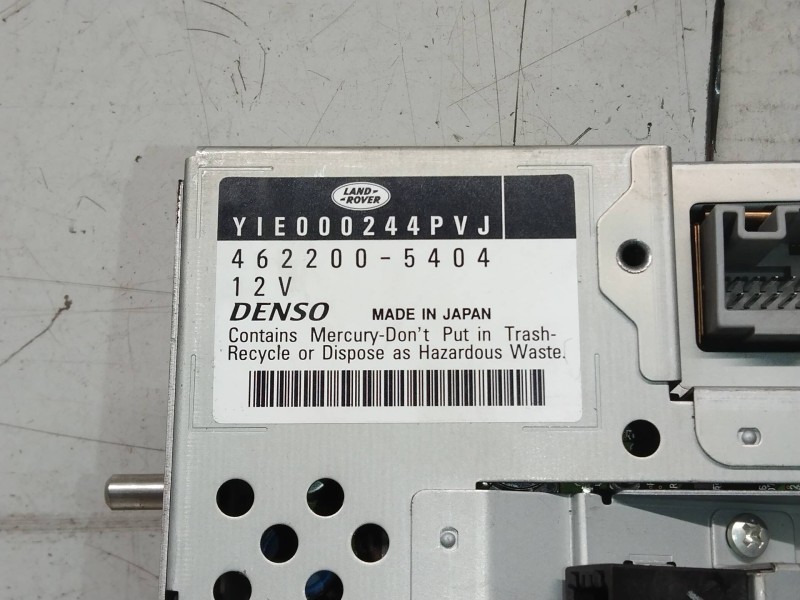 LAND-
-ROVER
YIE000244PVJ
462200-5404
12V
DENSO MADE IN JAPAN
Contains Mercury-Don't Put in Trash-
Recycle or Dispose as Hazardous Waste.